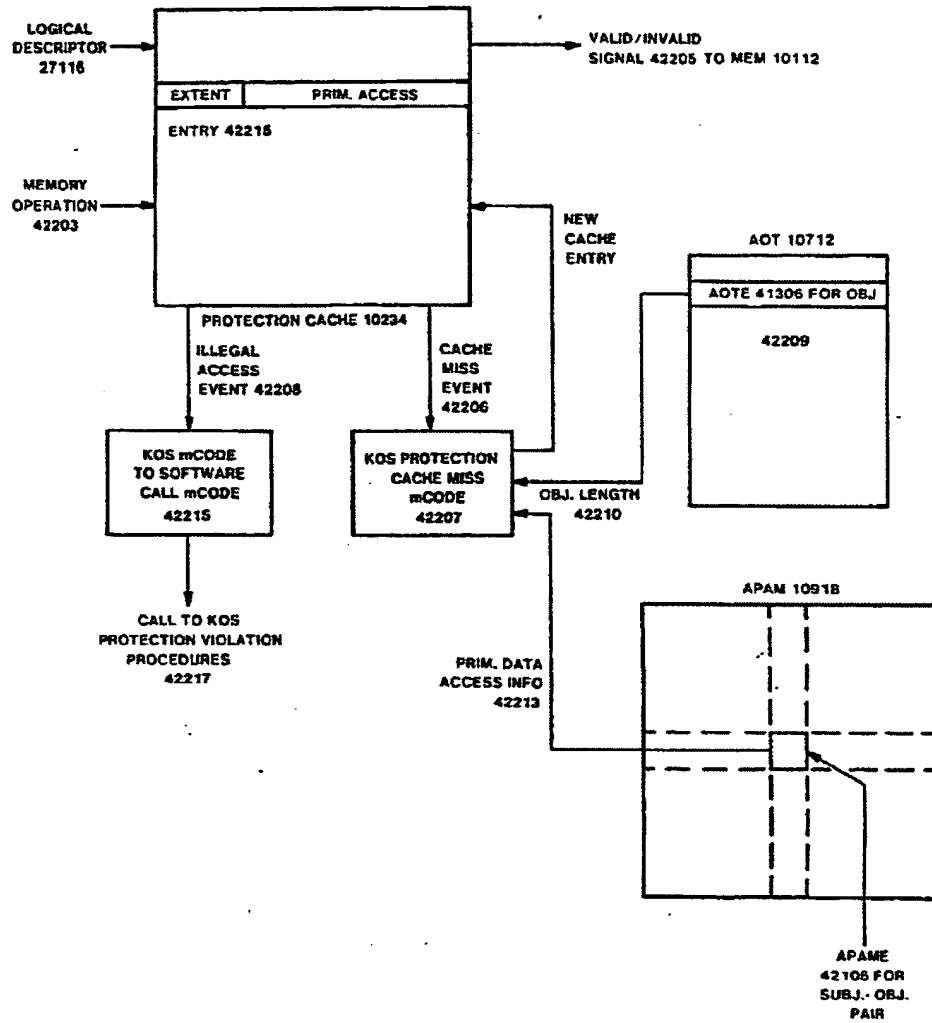 LOGICAL
DESCRIPTOR
27116
VALID/INVALID
SIGNAL 42205 TO MEM 10112
EXTENT
PRIM. ACCESS
ENTRY 42215
MEMORY
OPERATION
42203
NEW
CACHE
ENTRY
AOT 10712
AOTE 41306 FOR OBJ
42209
PROTECTION CACHE 10234
ILLEGAL
ACCESS
EVENT 42208
CACHE
MISS
EVENT
42206
KOS mCODE
TO SOFTWARE
CALL mCODE
42215
KOS PROTECTION
CACHE MISS
mCODE
42207
OBJ. LENGTH
42210
CALL TO KOS
PROTECTION VIOLATION
PROCEDURES
42217
APAM 10918
PRIM. DATA
ACCESS INFO
42213
APAME
42106 FOR
SUBJ.- OBJ.
PAIR